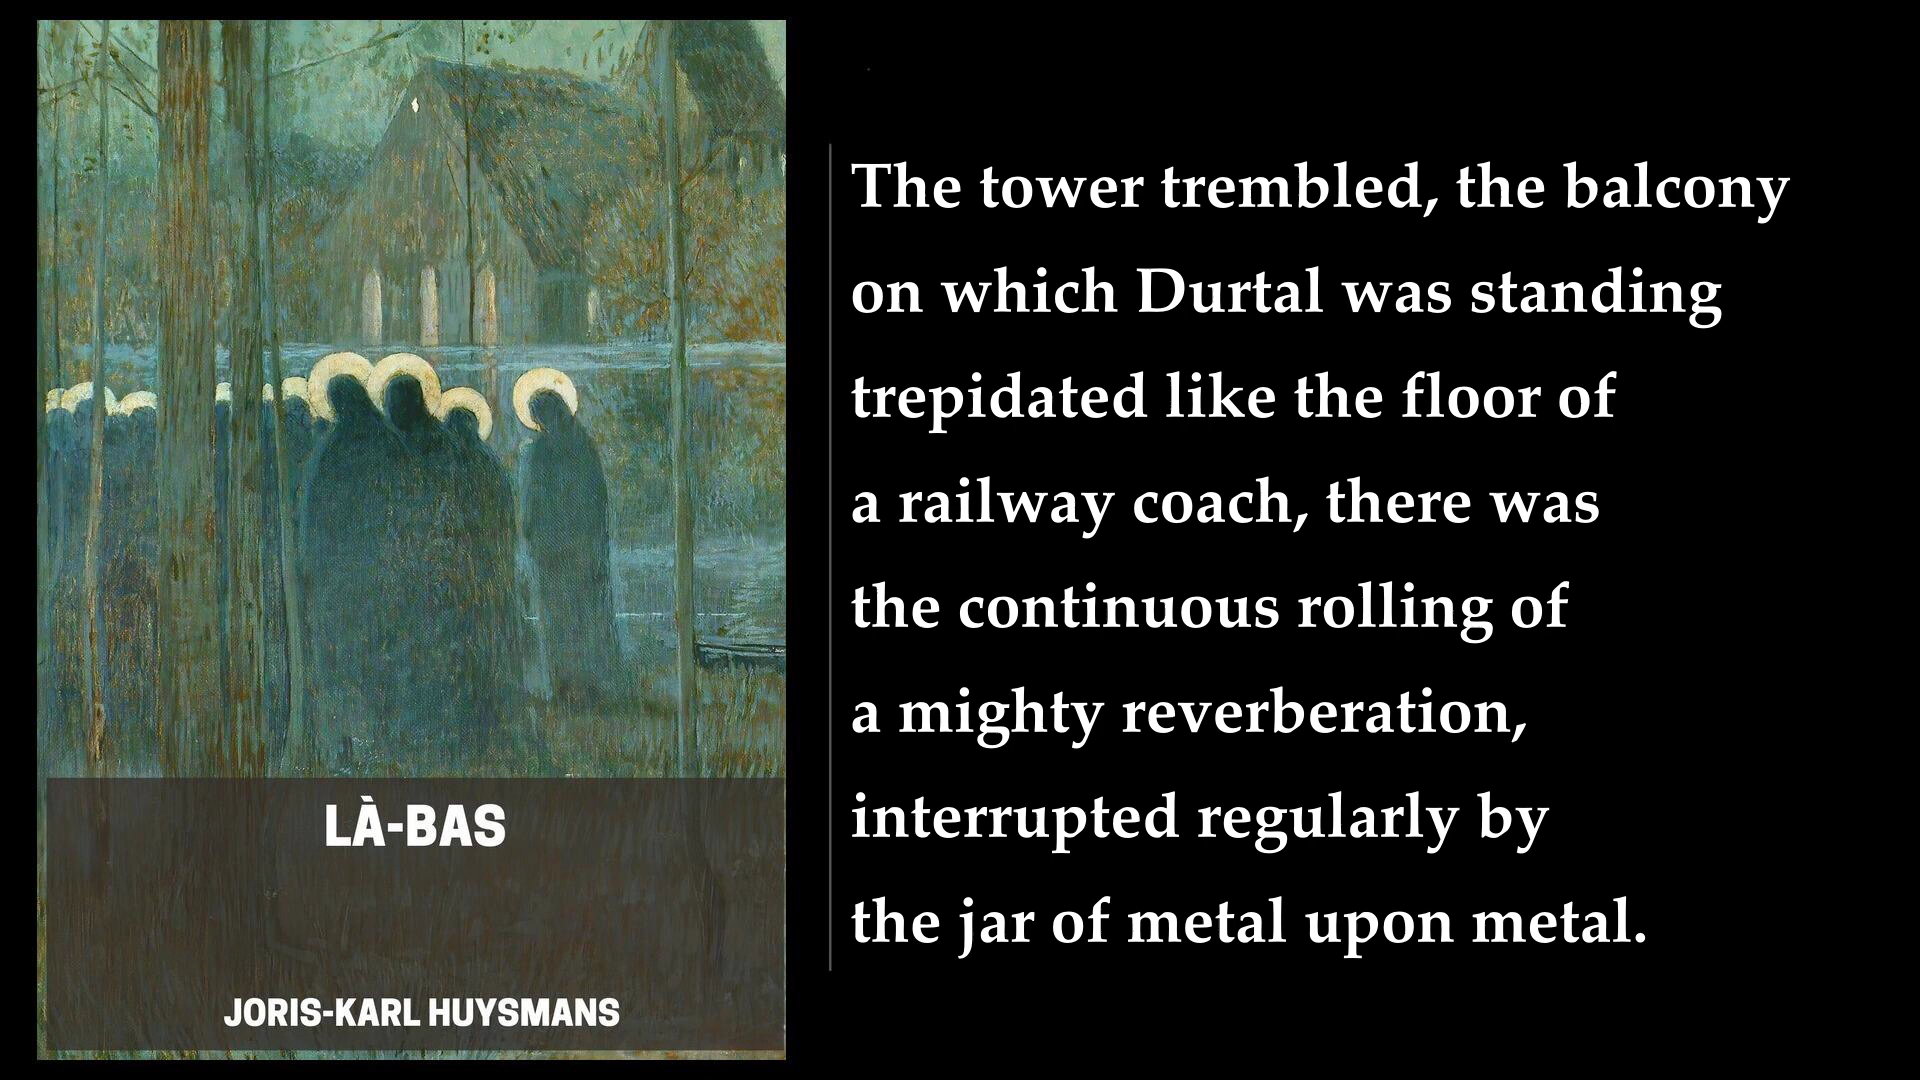 LÀ-BAS
JORIS-KARL HUYSMANS
The tower trembled, the balcony
on which Durtal was standing
trepidated like the floor of
a railway coach, there was
the continuous rolling of
a mighty reverberation,
interrupted regularly by
the jar of metal upon metal.